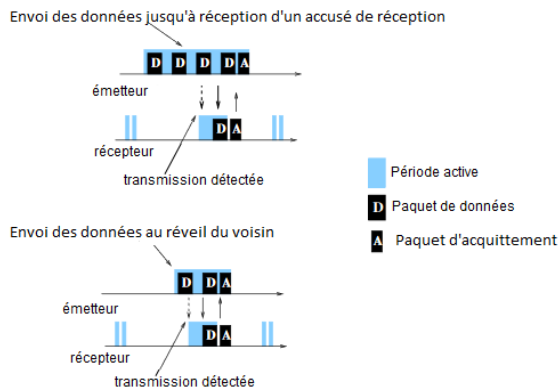 Envoi des données jusqu'à réception d'un accusé de réception
D D D D A
émetteur
D A
récepteur
transmission détectée
Période active
D Paquet de données
A Paquet d'acquittement
Envoi des données au réveil du voisin
D D A
émetteur
D A
récepteur
transmission détectée